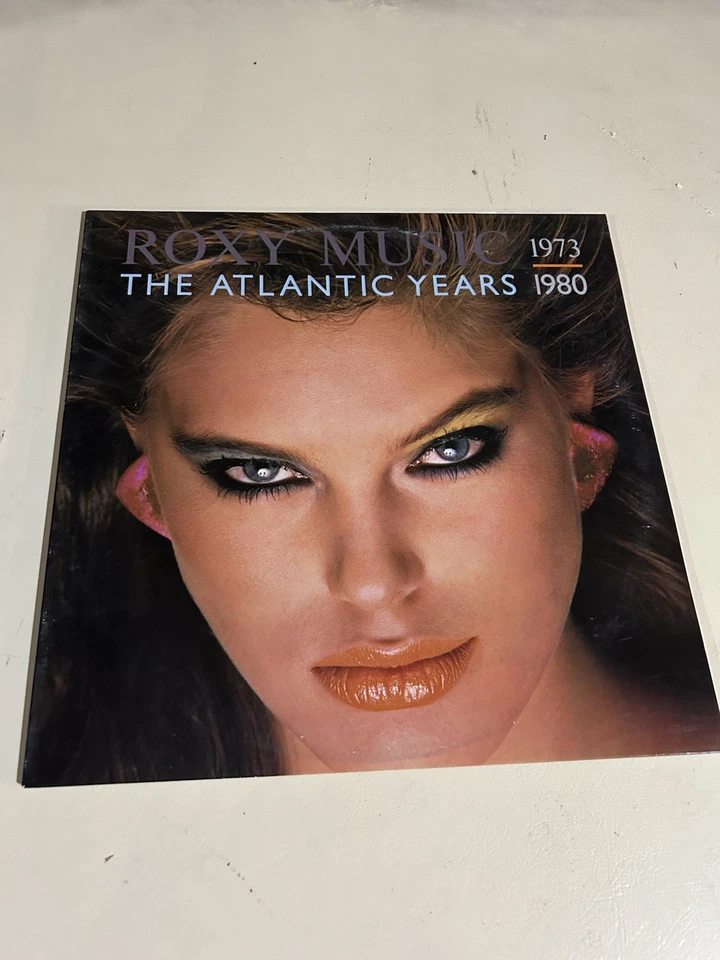 ROXY MUSIC 1973
THE ATLANTIC YEARS 1980